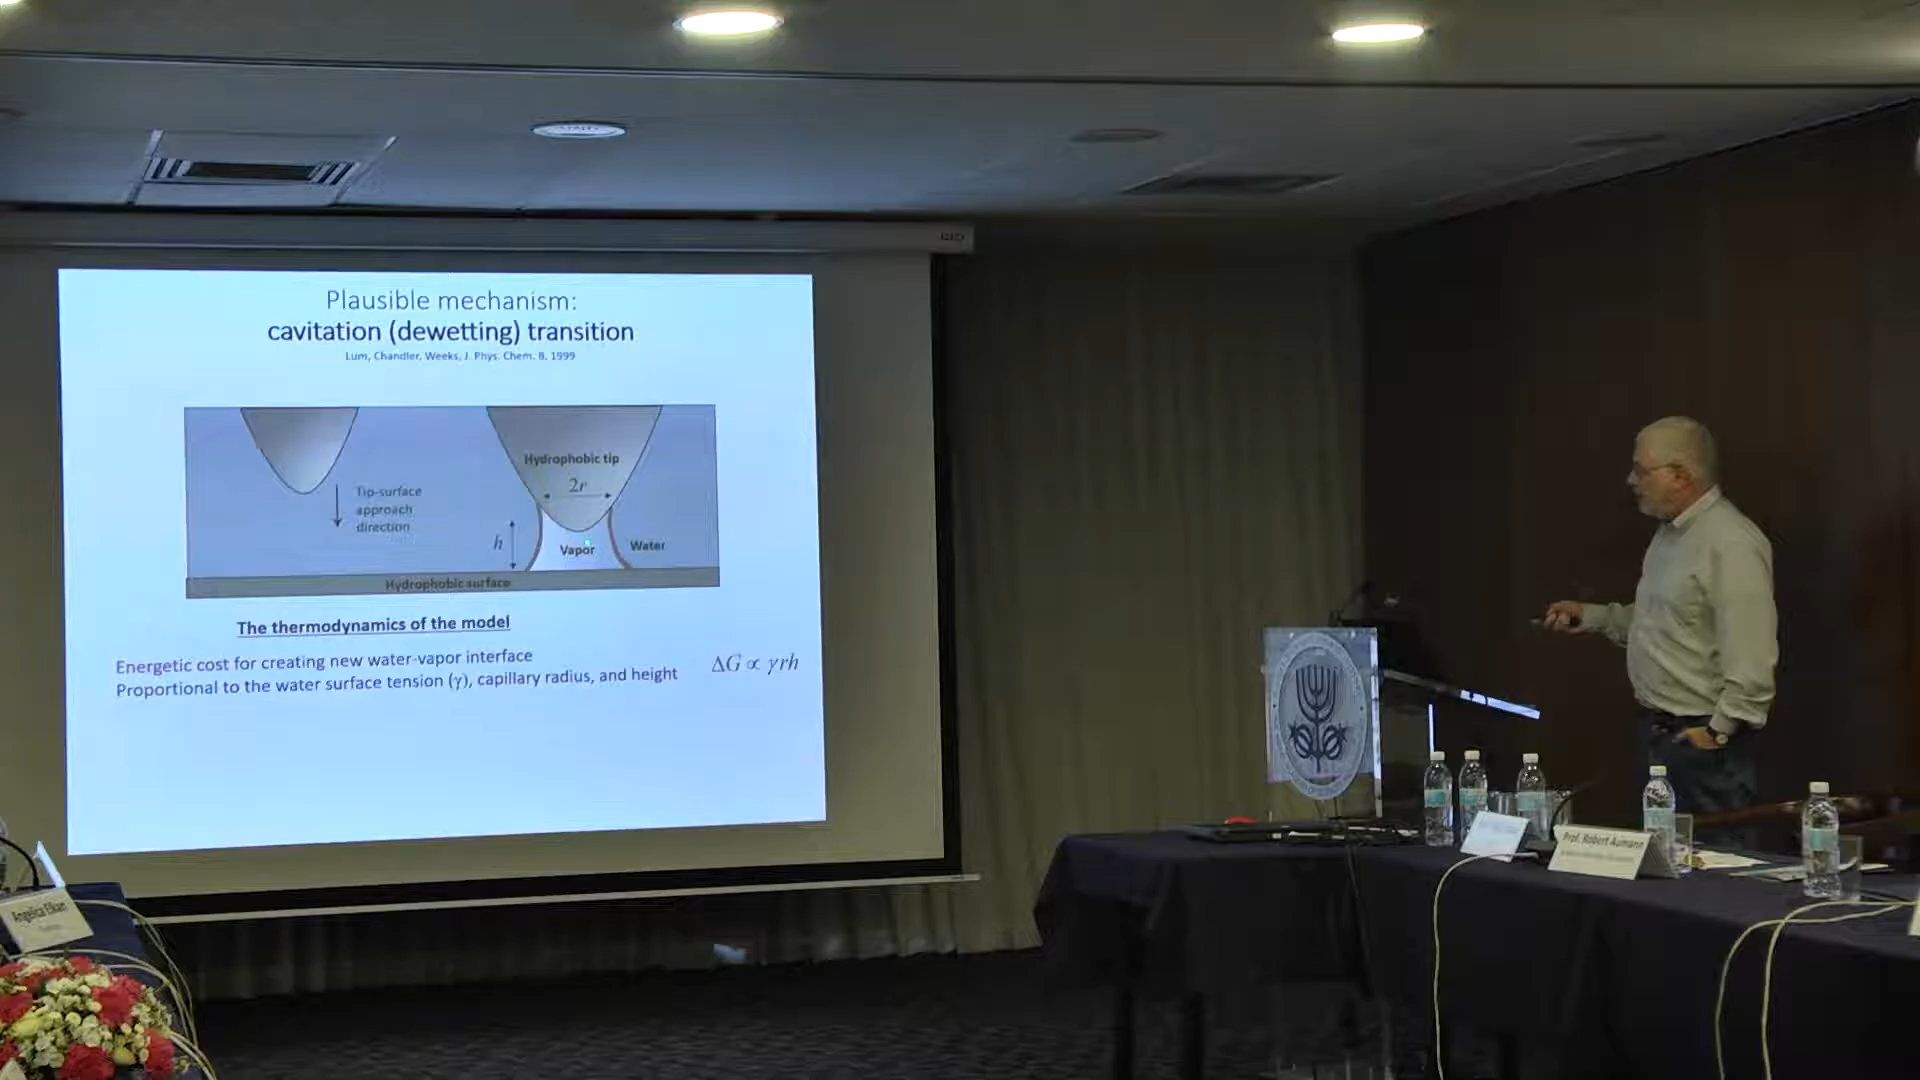 Plausible mechanism:
cavitation (dewetting) transition
Lum, Chandler, Weeks, J. Phys. Chem. B, 1999
Hydrophobic tip
2r
Tip-surface
approach
direction
h
Vapor
Water
Hydrophobic surface
The thermodynamics of the model
Energetic cost for creating new water-vapor interface
Proportional to the water surface tension (γ), capillary radius, and height
ΔG ∝ γrh
Prof. Robert Aumann
Angelica Elkan